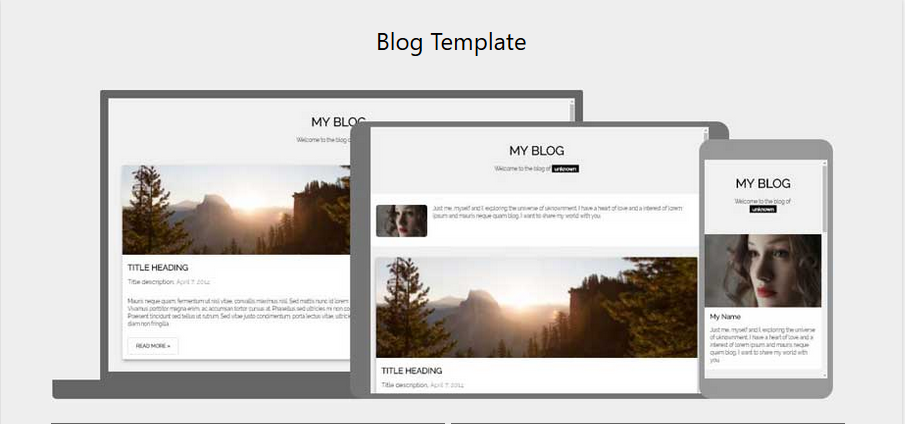 Blog Template
MY BLOG
Welcome to the blog o
TITLE HEADING
Title description, April 7, 2014
Mauris neque quam, fermentum ut nisl vitae, convallis maximus nisl. Sed mattis nunc id lorem
Vivamus porttitor magna enim, ac accumsan tortor cursus at. Phasellus sed ultricies mi non co
Praesent tincidunt sed tellus ut rutrum. Sed vitae justo condimentum, porta lectus vitae, ultricie
diam non fringilla.
READ MORE »
MY BLOG
Welcome to the blog of unknown
Just me, myself and I, exploring the universe of uknownment. I have a heart of love and a interest of lorem
ipsum and mauris neque quam blog. I want to share my world with you.
TITLE HEADING
Title description, April 7, 2014
MY BLOG
Welcome to the blog of
unknown
My Name
Just me, myself and I, exploring the universe
of uknownment. I have a heart of love and a
interest of lorem ipsum and mauris neque
quam blog. I want to share my world with
you.